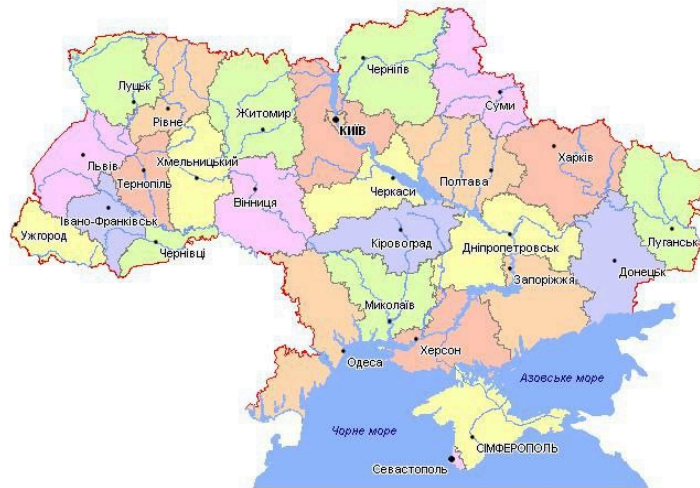 Чернігів
Луцьк
Суми
Рівне
Житомир
КИЇВ
Львів
Хмельницький
Харків
Тернопіль
Полтава
Черкаси
Вінниця
Івано-Франківськ
Ужгород
Луганськ
Чернівці
Кіровоград
Дніпропетровськ
Донецьк
Запоріжжя
Миколаїв
Херсон
Одеса
Азовське море
Чорне море
СІМФЕРОПОЛЬ
Севастополь